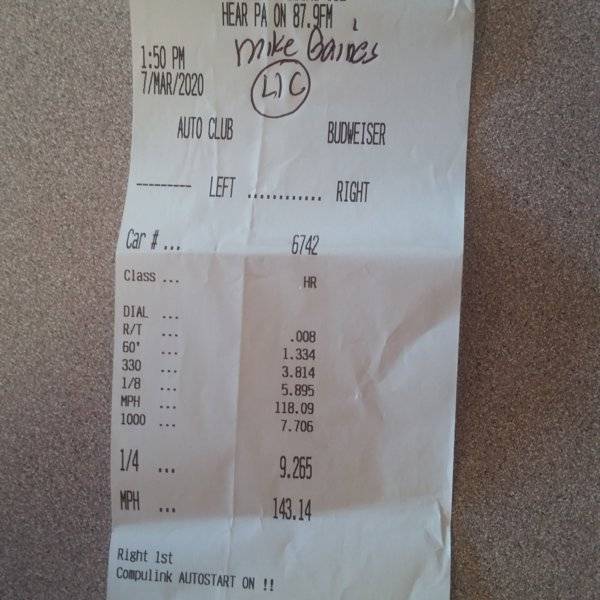 HEAR PA ON 87.9FM
1:50 PM Mike Gaines
7/MAR/2020 LIC
AUTO CLUB BUDWEISER
--------- LEFT ............ RIGHT
Car # ... 6742
Class ... HR
DIAL ...
R/T ... .008
60' ... 1.334
330 ... 3.814
1/8 ... 5.895
MPH ... 118.09
1000 ... 7.706
1/4 ... 9.265
MPH ... 143.14
Right 1st
Compulink AUTOSTART ON !!